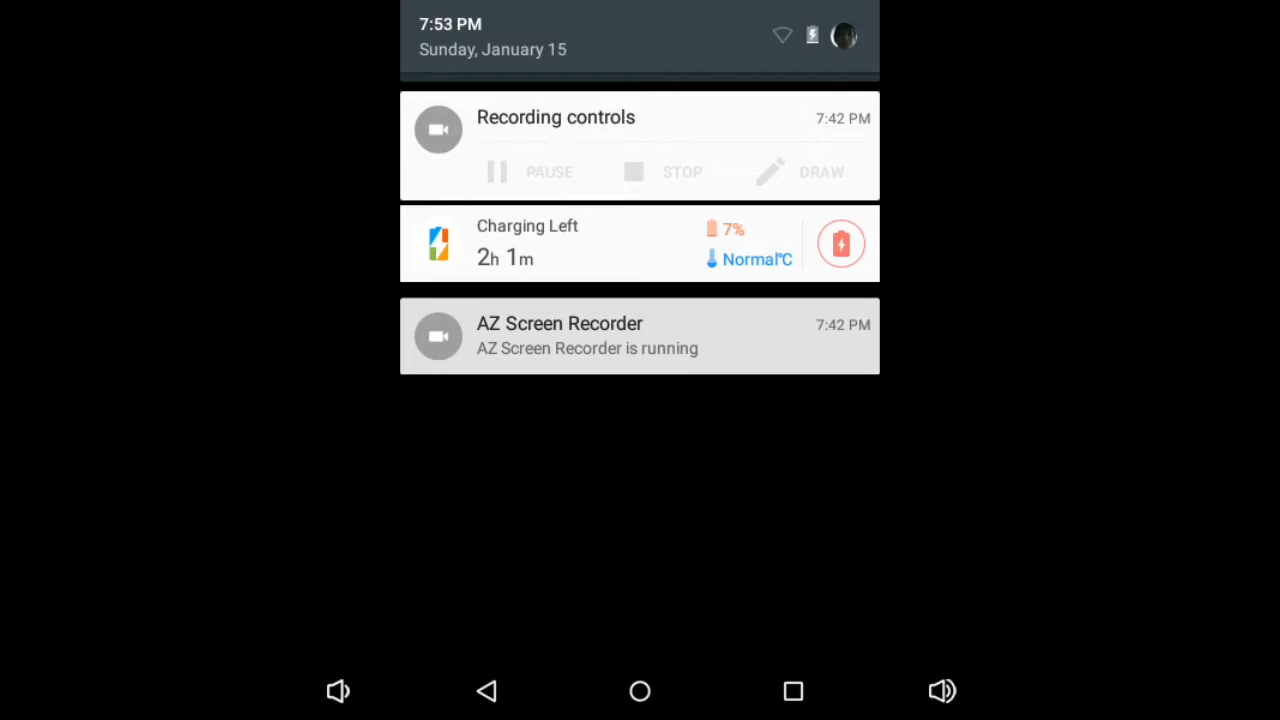 7:53 PM
Sunday, January 15
Recording controls
7:42 PM
PAUSE
STOP
DRAW
Charging Left
7%
2h 1m
Normal℃
AZ Screen Recorder
7:42 PM
AZ Screen Recorder is running